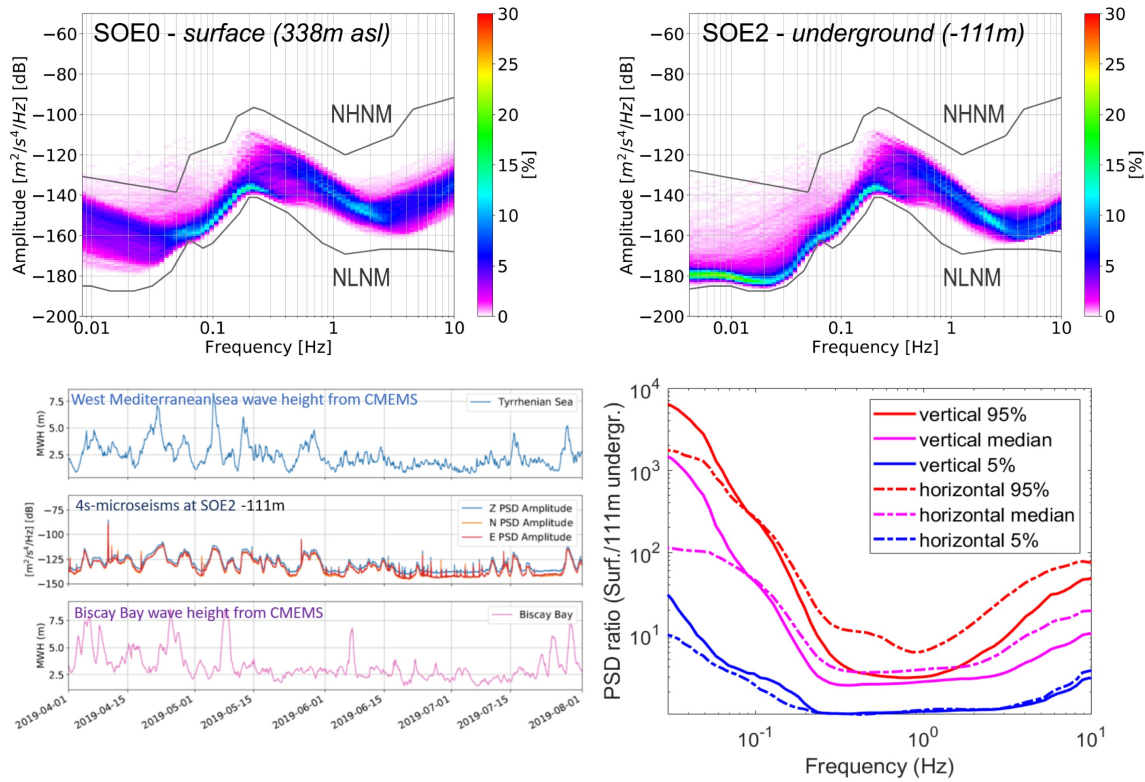 SOE0 - surface (338m asl)
NHNM
NLNM
Amplitude [m²/s⁴/Hz] [dB]
−60
−80
−100
−120
−140
−160
−180
−200
0.01
0.1
1
10
Frequency [Hz]
30
25
20
15
10
5
0
[%]
SOE2 - underground (-111m)
NHNM
NLNM
Amplitude [m²/s⁴/Hz] [dB]
−60
−80
−100
−120
−140
−160
−180
−200
0.01
0.1
1
10
Frequency [Hz]
30
25
20
15
10
5
0
[%]
West Mediterranean sea wave height from CMEMS
Tyrrhenian Sea
MWH (m)
7.5
5.0
2.5
4s-microseisms at SOE2 -111m
Z PSD Amplitude
N PSD Amplitude
E PSD Amplitude
[m²/s⁴/Hz] [dB]
−100
−125
−150
Biscay Bay wave height from CMEMS
Biscay Bay
MWH (m)
7.5
5.0
2.5
2019-04-01
2019-04-15
2019-05-01
2019-05-15
2019-06-01
2019-06-15
2019-07-01
2019-07-15
2019-08-01
PSD ratio (Surf./111m undergr.)
10⁴
10³
10²
10¹
vertical 95%
vertical median
vertical 5%
horizontal 95%
horizontal median
horizontal 5%
10⁻¹
10⁰
10¹
Frequency (Hz)